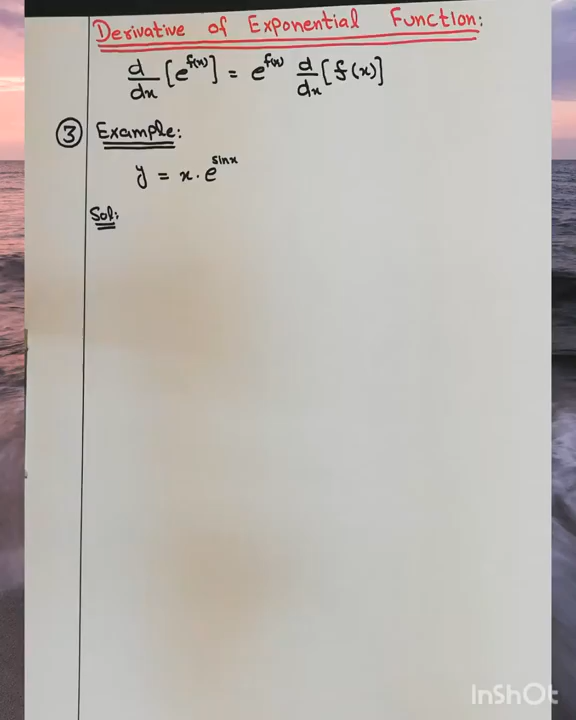 Derivative of Exponential Function:
d/dx [e^f(x)] = e^f(x) d/dx [f(x)]
③ Example:
y = x . e^sinx
Sol:
InShOt